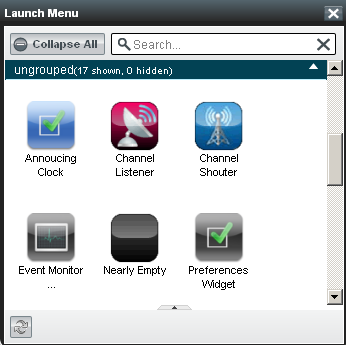 Launch Menu
Collapse All
Search...
ungrouped(17 shown, 0 hidden)
Annoucing Channel Channel
Clock Listener Shouter
Event Monitor Nearly Empty Preferences
... Widget